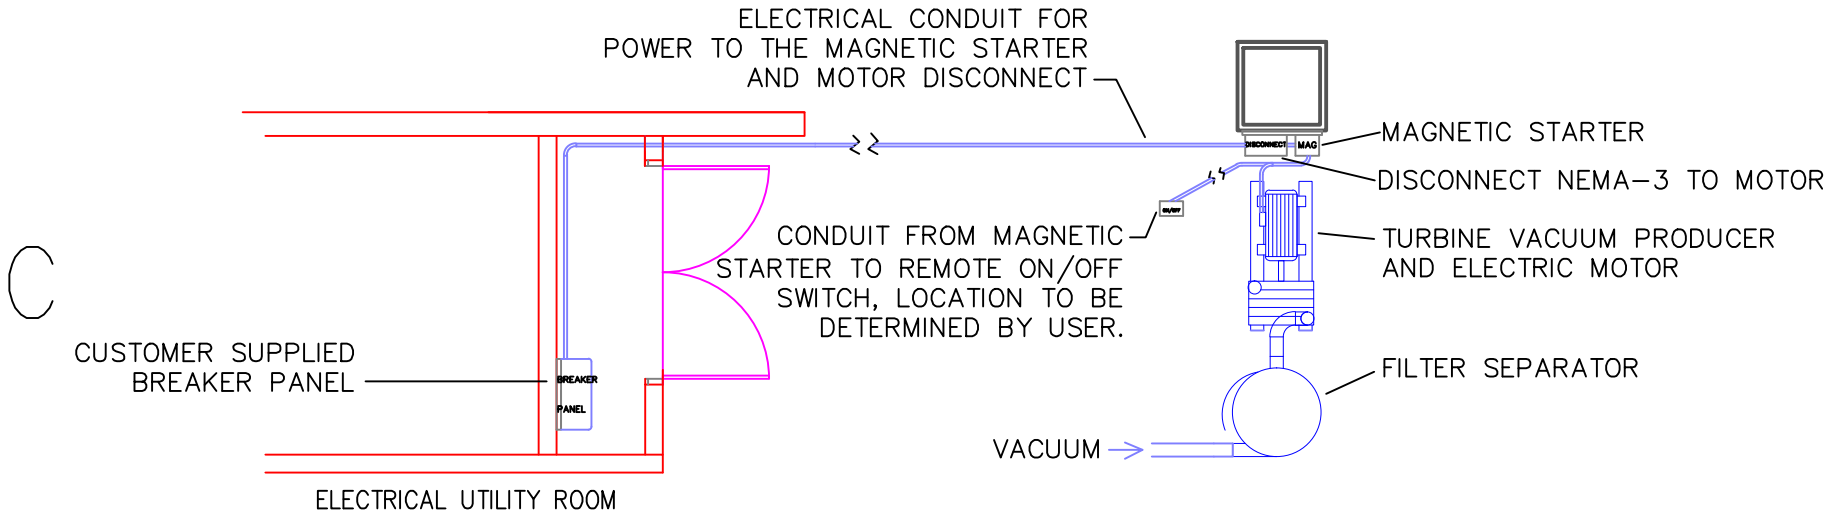 ELECTRICAL CONDUIT FOR
POWER TO THE MAGNETIC STARTER
AND MOTOR DISCONNECT
MAGNETIC STARTER
DISCONNECT
MAG
DISCONNECT NEMA-3 TO MOTOR
ON/OFF
CONDUIT FROM MAGNETIC
STARTER TO REMOTE ON/OFF
SWITCH, LOCATION TO BE
DETERMINED BY USER.
TURBINE VACUUM PRODUCER
AND ELECTRIC MOTOR
C
CUSTOMER SUPPLIED
BREAKER PANEL
BREAKER
PANEL
FILTER SEPARATOR
VACUUM
ELECTRICAL UTILITY ROOM